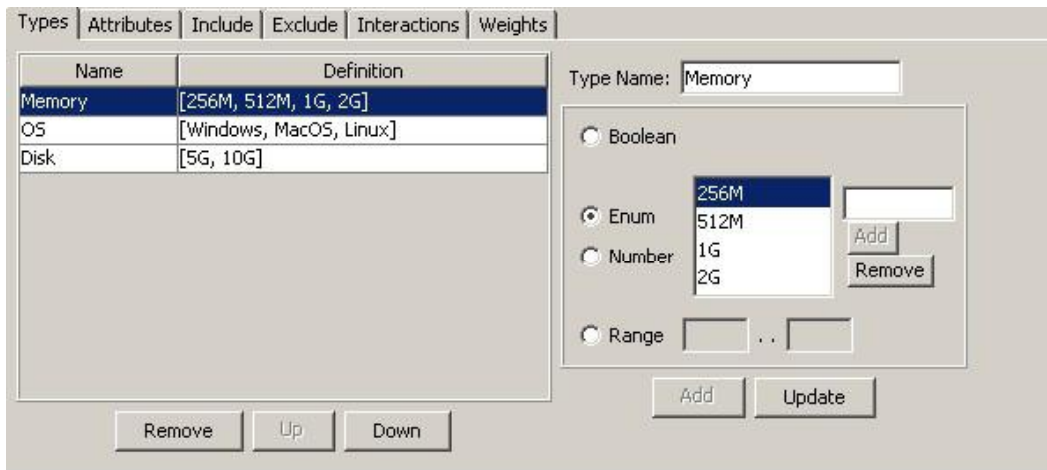 Types Attributes Include Exclude Interactions Weights
Name Definition
Memory [256M, 512M, 1G, 2G]
OS [Windows, MacOS, Linux]
Disk [5G, 10G]
Remove Up Down
Type Name: Memory
Boolean
Enum
Number
256M
512M
1G
2G
Add
Remove
Range . .
Add Update